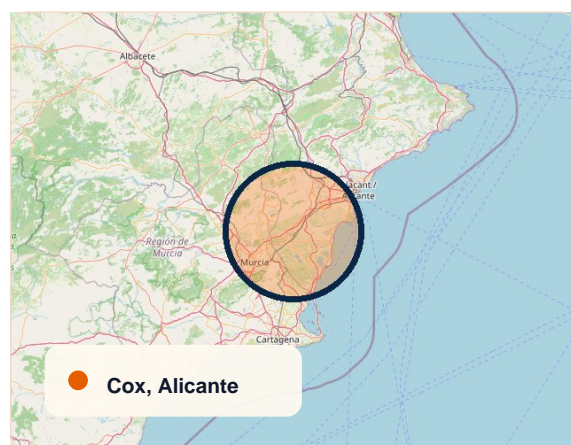 Albacete
Alacant /
Alicante
Región de
Murcia
Murcia
Cartagena
Cox, Alicante